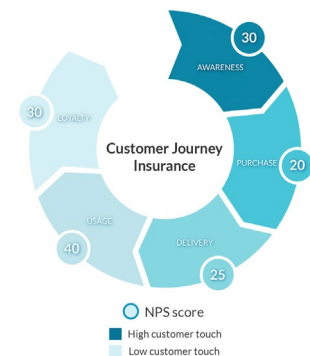 30
AWARENESS
PURCHASE
20
DELIVERY
25
USAGE
40
LOYALTY
30
Customer Journey
Insurance
NPS score
High customer touch
Low customer touch